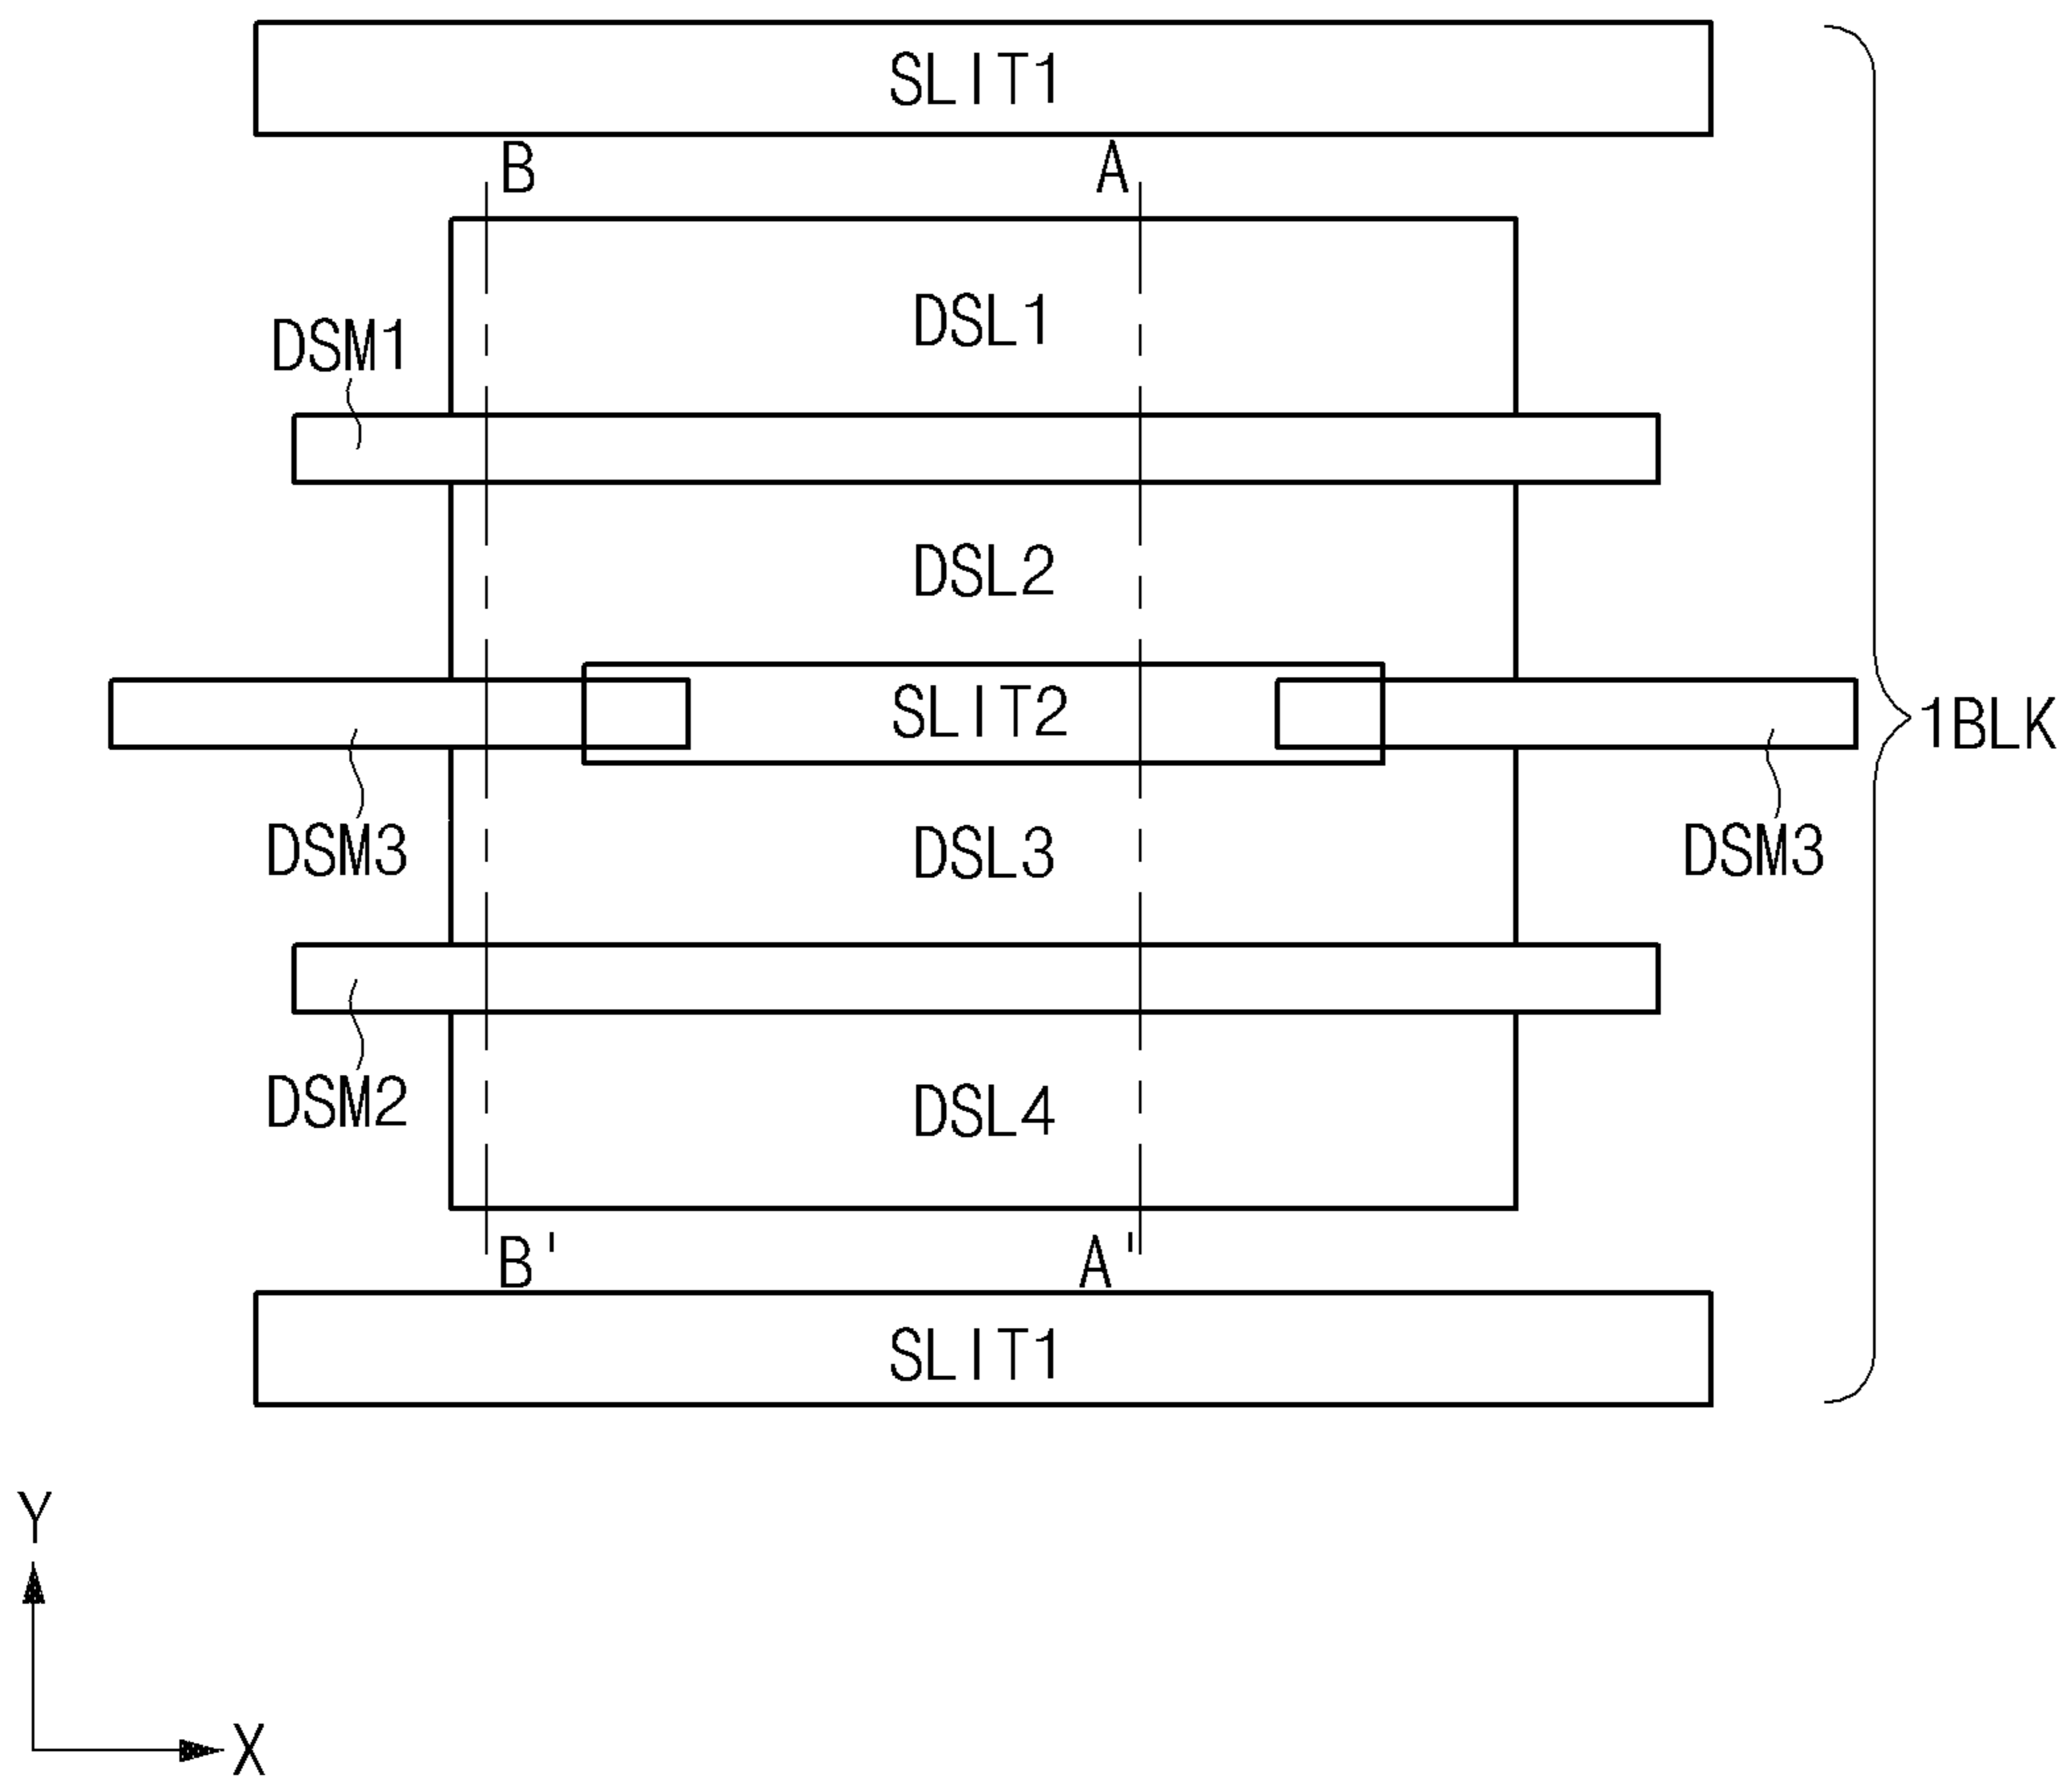 SLIT1
B A
DSL1
DSM1
DSL2
SLIT2
1BLK
DSM3 DSL3 DSM3
DSM2
DSL4
B' A'
SLIT1
Y
X